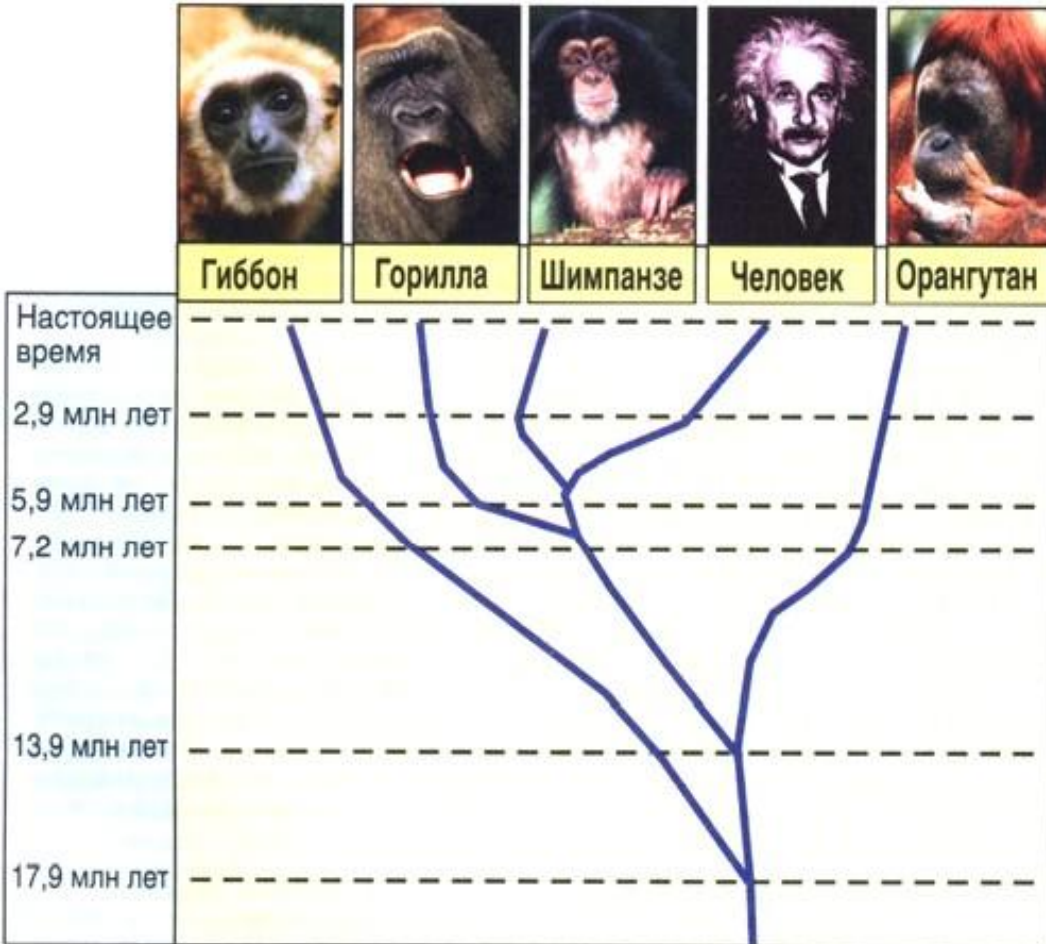 Гиббон
Горилла
Шимпанзе
Человек
Орангутан
Настоящее
время
2,9 млн лет
5,9 млн лет
7,2 млн лет
13,9 млн лет
17,9 млн лет